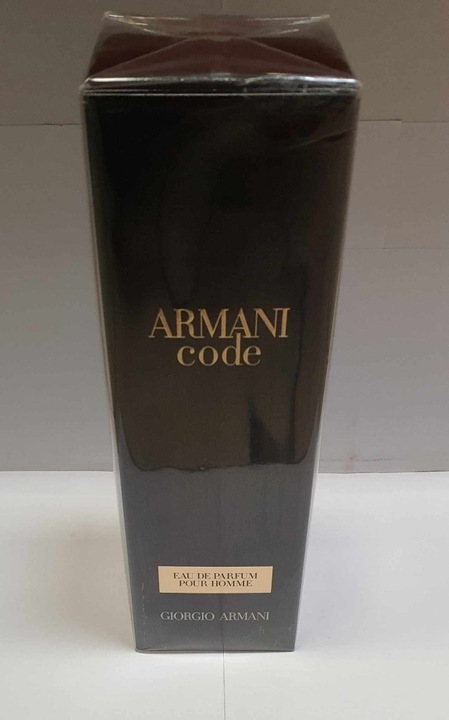 ARMANI
code
EAU DE PARFUM
POUR HOMME
GIORGIO ARMANI